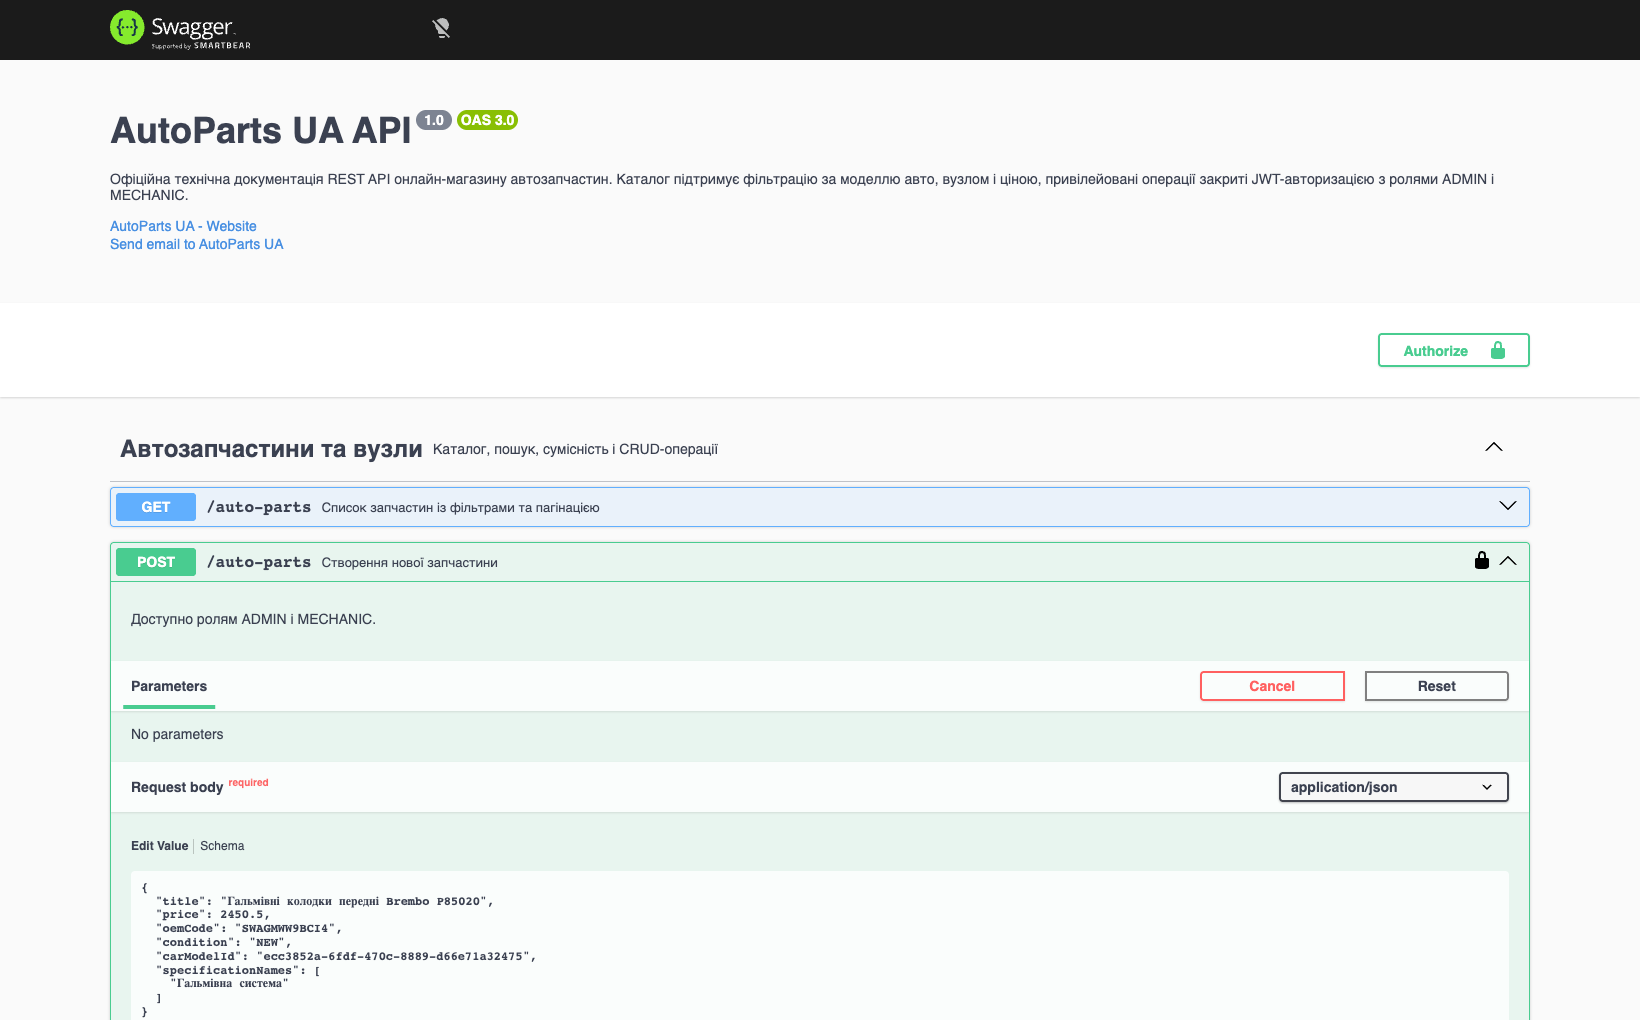 Swagger
Supported by SMARTBEAR
AutoParts UA API 1.0 OAS 3.0
Офіційна технічна документація REST API онлайн-магазину автозапчастин. Каталог підтримує фільтрацію за моделлю авто, вузлом і ціною, привілейовані операції закриті JWT-авторизацією з ролями ADMIN і
MECHANIC.
AutoParts UA - Website
Send email to AutoParts UA
Authorize
Автозапчастини та вузли Каталог, пошук, сумісність і CRUD-операції
GET /auto-parts Список запчастин із фільтрами та пагінацією
POST /auto-parts Створення нової запчастини
Доступно ролям ADMIN і MECHANIC.
Parameters Cancel Reset
No parameters
Request body required application/json
Edit Value Schema
{
"title": "Гальмівні колодки передні Brembo P85020",
"price": 2450.5,
"oemCode": "SWAGMWW9BCI4",
"condition": "NEW",
"carModelId": "ecc3852a-6fdf-470c-8889-d66e71a32475",
"specificationNames": [
"Гальмівна система"
]
}